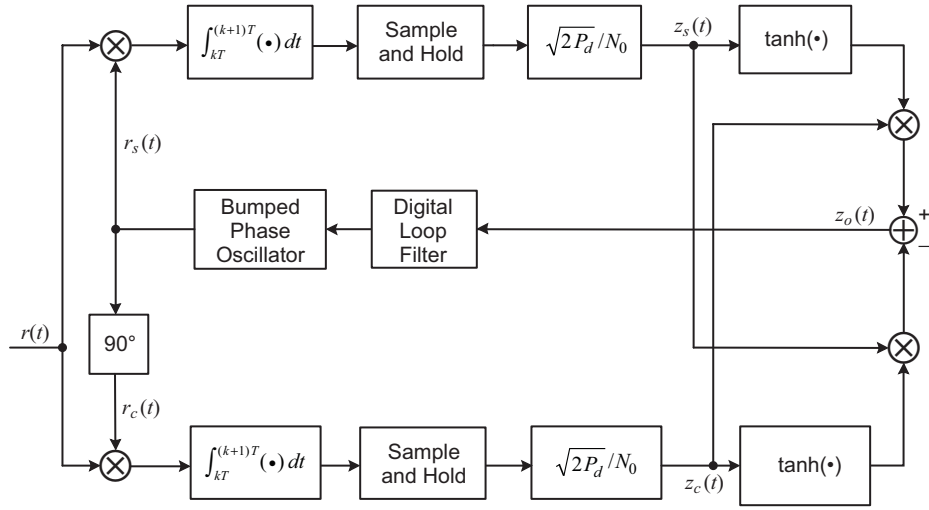 ∫_{kT}^{(k+1)T} (•) dt
Sample
and Hold
√2P_d / N_0
z_s(t)
tanh(•)
r_s(t)
Bumped
Phase
Oscillator
Digital
Loop
Filter
z_o(t)
+
−
r(t)
90°
r_c(t)
∫_{kT}^{(k+1)T} (•) dt
Sample
and Hold
√2P_d / N_0
z_c(t)
tanh(•)